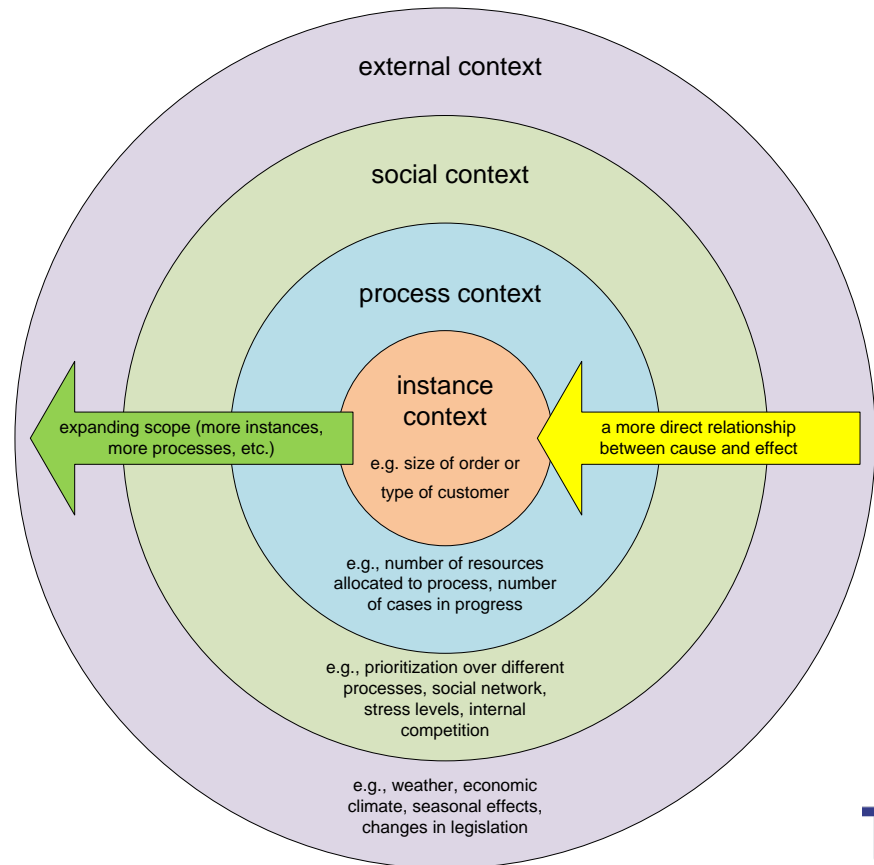 external context
social context
process context
instance
context
e.g. size of order or
type of customer
expanding scope (more instances,
more processes, etc.)
a more direct relationship
between cause and effect
e.g., number of resources
allocated to process, number
of cases in progress
e.g., prioritization over different
processes, social network,
stress levels, internal
competition
e.g., weather, economic
climate, seasonal effects,
changes in legislation